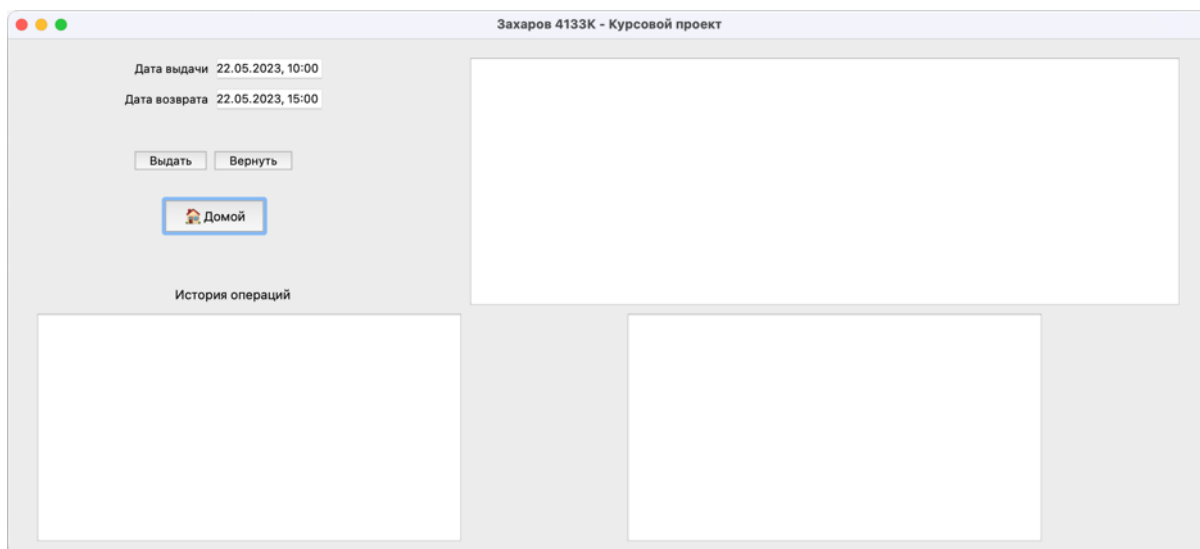 Захаров 4133К - Курсовой проект
Дата выдачи 22.05.2023, 10:00
Дата возврата 22.05.2023, 15:00
Выдать Вернуть
Домой
История операций